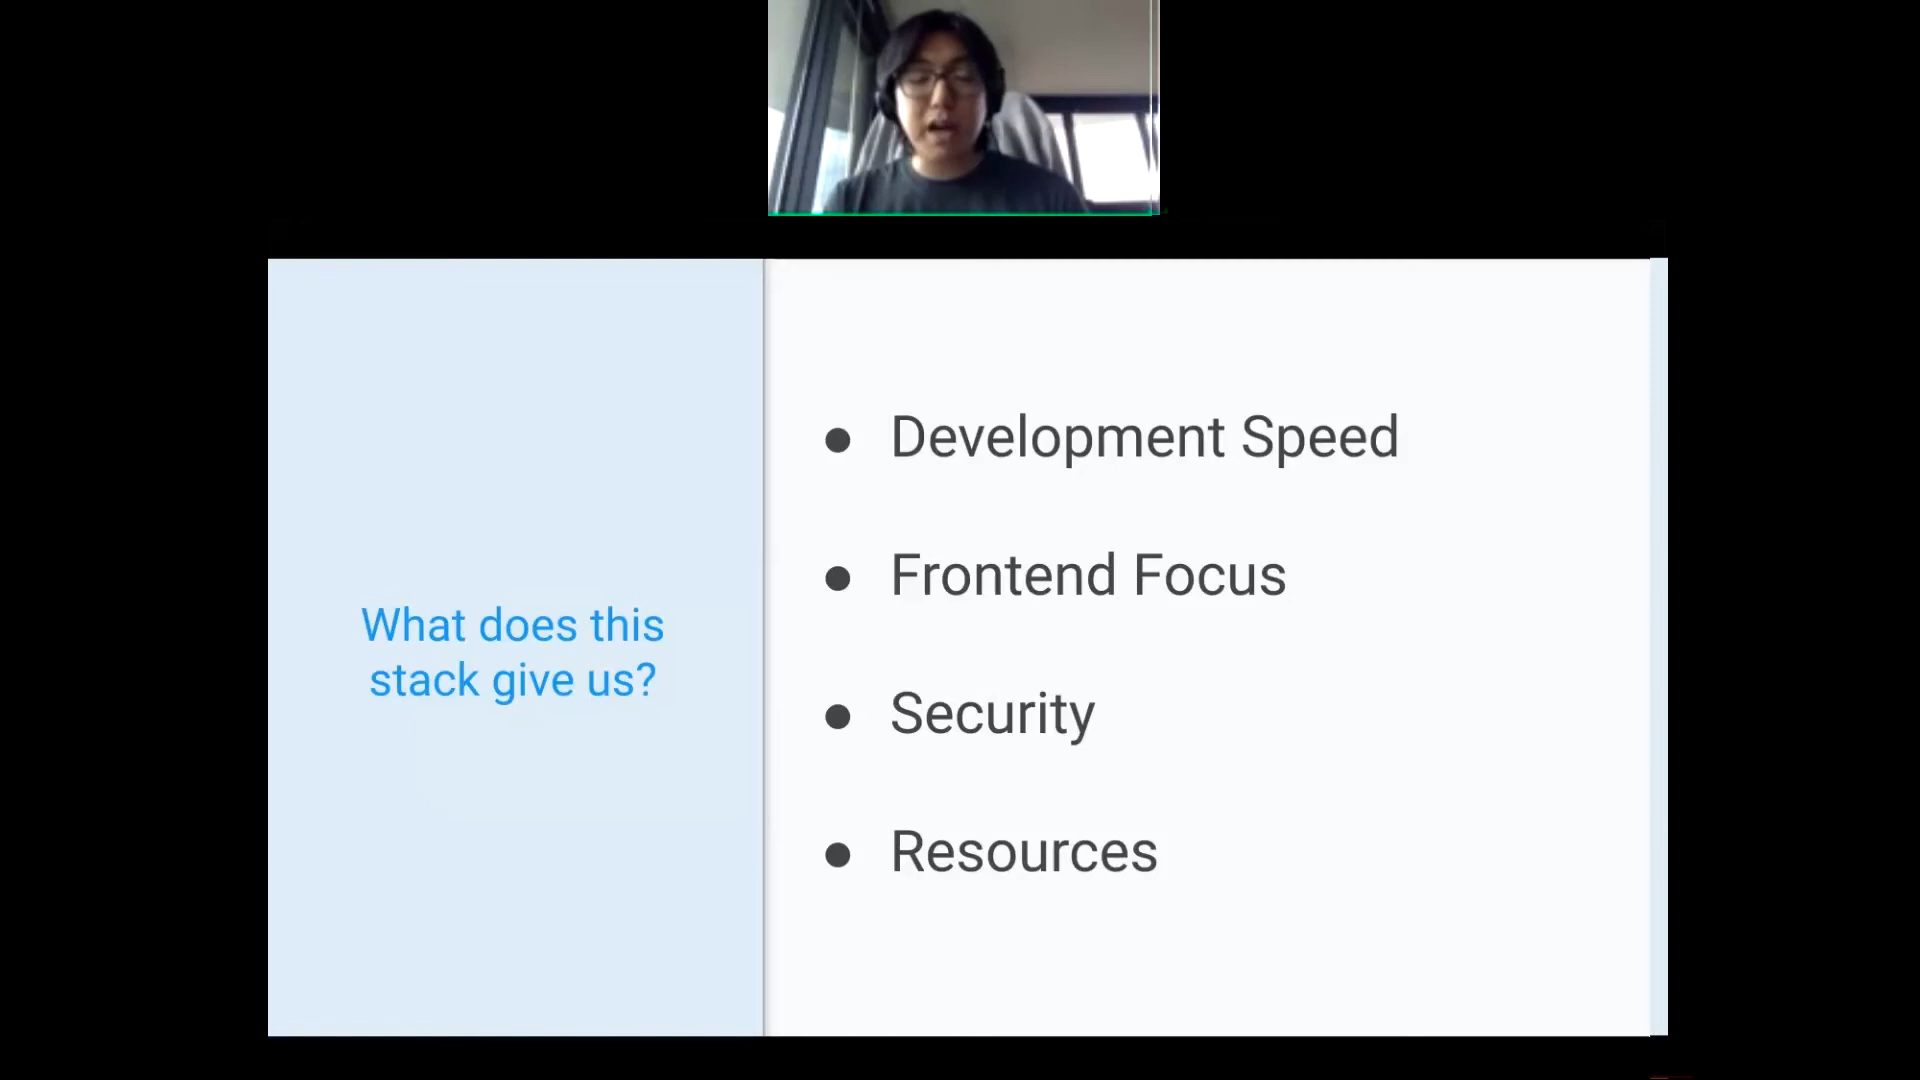 What does this
stack give us?
● Development Speed
● Frontend Focus
● Security
● Resources